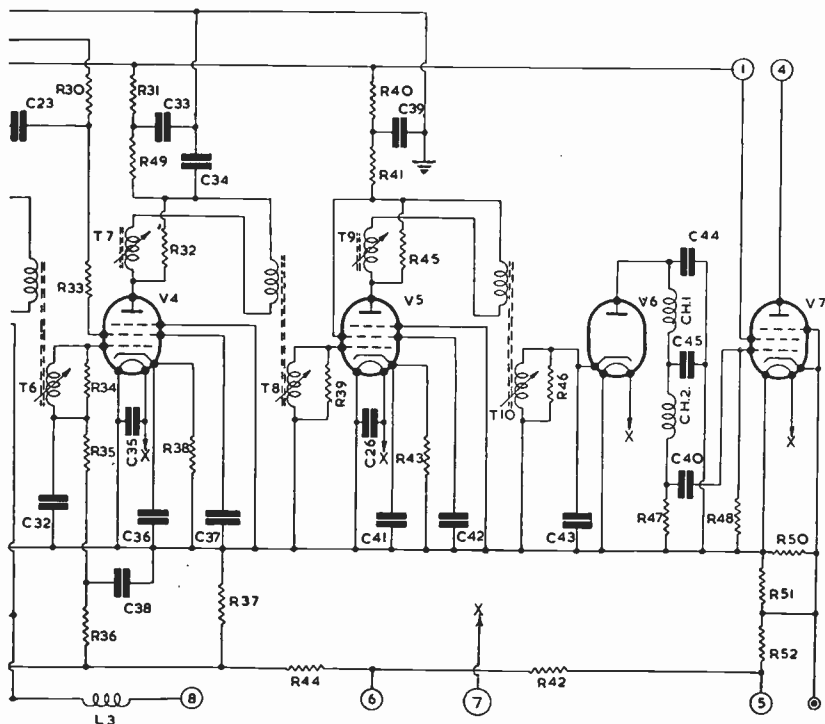 1
4
R30
R31
R40
C23
C33
C39
R49
C34
R41
T7
R32
T9
R45
C44
R33
V4
V5
V6
CH.1
V7
C45
T6
R34
T8
R39
T10
R46
CH.2.
R35
C35
X
R38
C26
X
R43
X
C40
X
C32
C36
C37
C41
C42
C43
R47
R48
R50
C38
R37
R51
R36
X
R52
R44
R42
8
6
7
5
L3